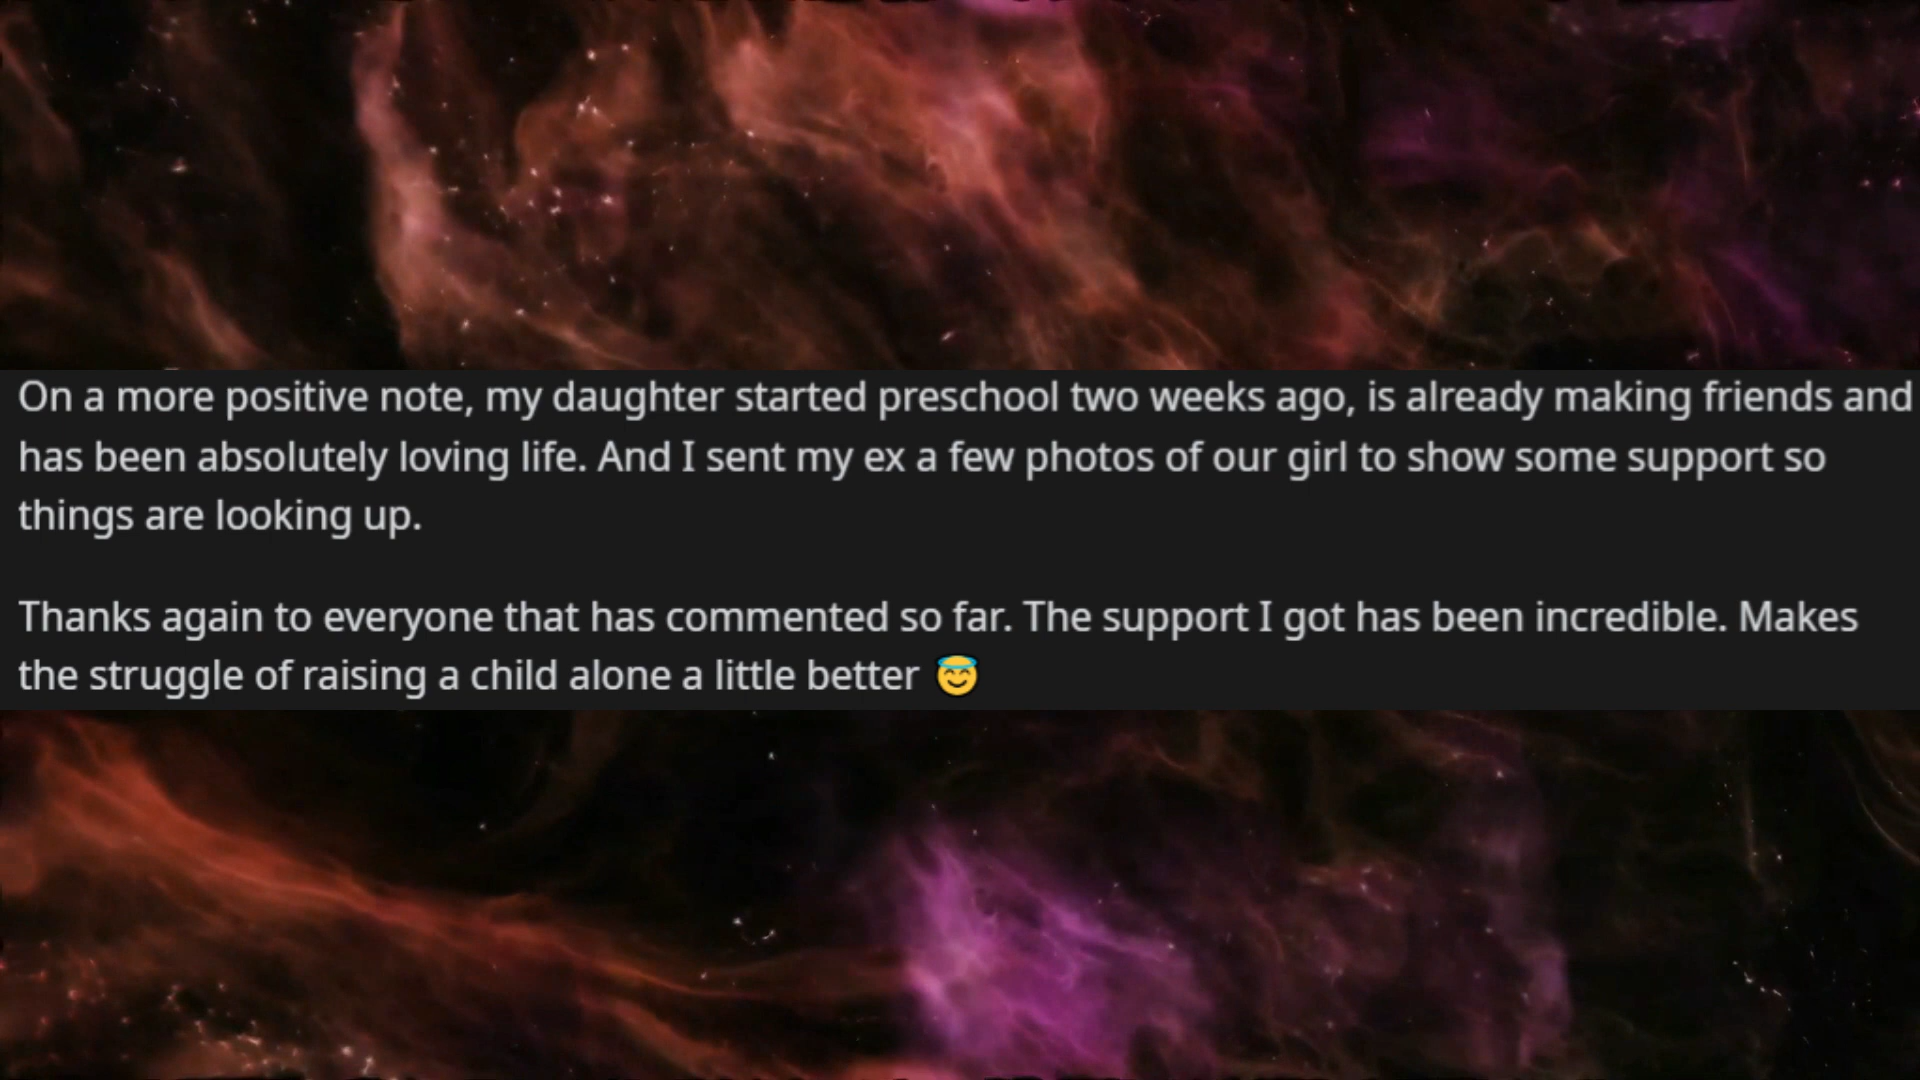 On a more positive note, my daughter started preschool two weeks ago, is already making friends and
has been absolutely loving life. And I sent my ex a few photos of our girl to show some support so
things are looking up.
Thanks again to everyone that has commented so far. The support I got has been incredible. Makes
the struggle of raising a child alone a little better 😇